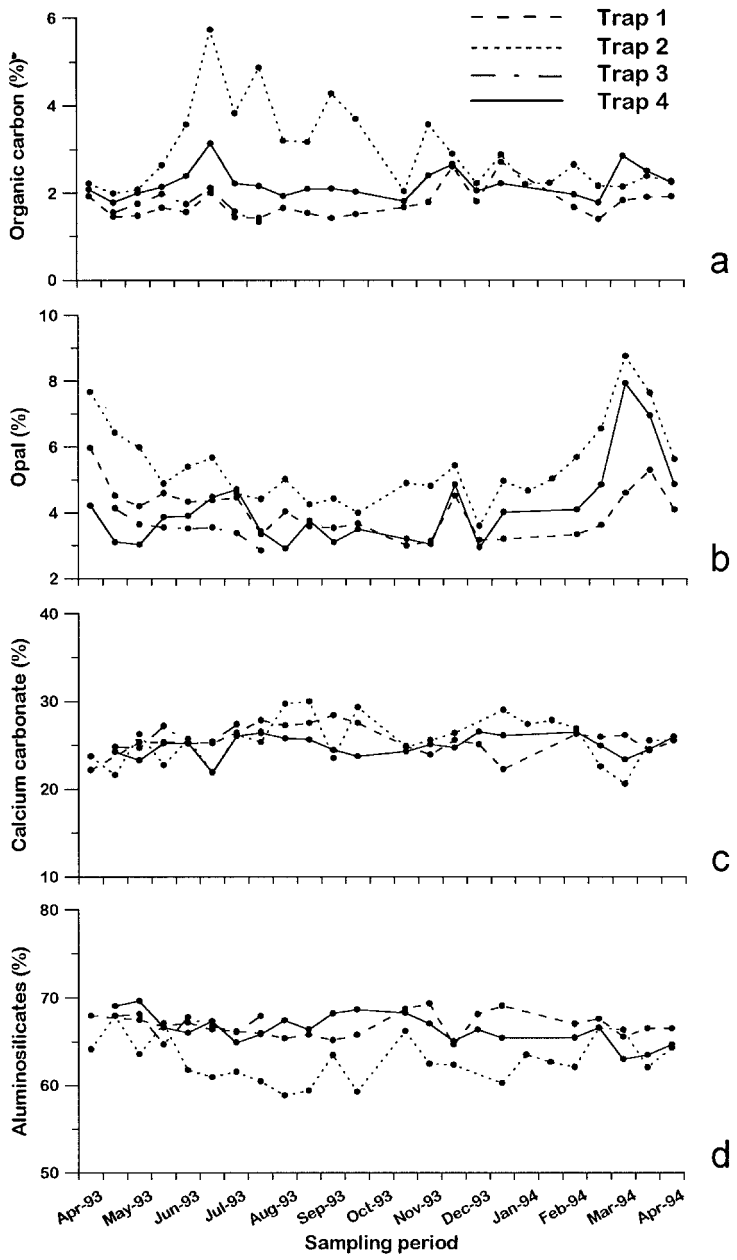 Trap 1
Trap 2
Trap 3
Trap 4
Organic carbon (%)
6
4
2
0
a
Opal (%)
10
8
6
4
2
b
Calcium carbonate (%)
40
30
20
10
c
Aluminosilicates (%)
80
70
60
50
d
Apr-93 May-93 Jun-93 Jul-93 Aug-93 Sep-93 Oct-93 Nov-93 Dec-93 Jan-94 Feb-94 Mar-94 Apr-94
Sampling period